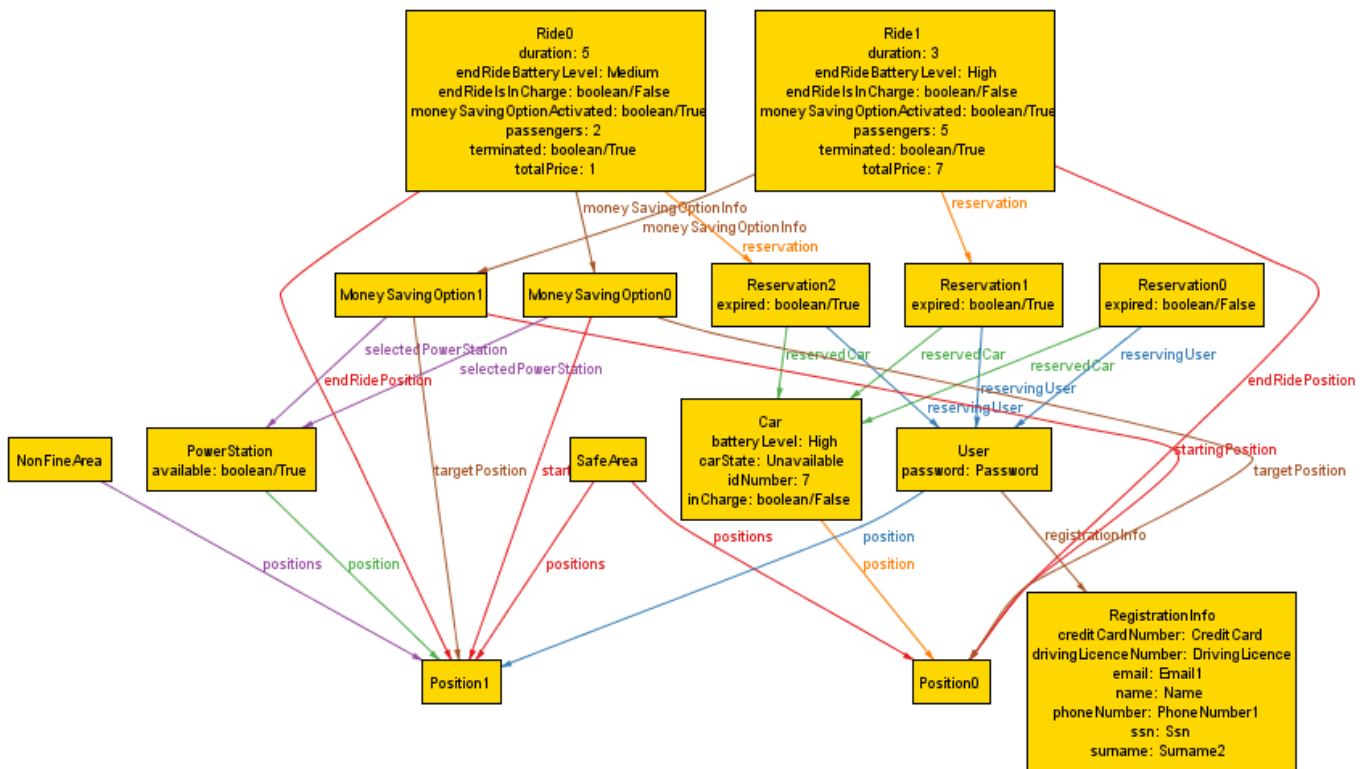 Ride0
duration: 5
endRideBatteryLevel: Medium
endRideIsInCharge: boolean/False
moneySavingOptionActivated: boolean/True
passengers: 2
terminated: boolean/True
totalPrice: 1
Ride1
duration: 3
endRideBatteryLevel: High
endRideIsInCharge: boolean/False
moneySavingOptionActivated: boolean/True
passengers: 5
terminated: boolean/True
totalPrice: 7
moneySavingOptionInfo
moneySavingOptionInfo
reservation
reservation
MoneySavingOption1
MoneySavingOption0
Reservation2
expired: boolean/True
Reservation1
expired: boolean/True
Reservation0
expired: boolean/False
selectedPowerStation
selectedPowerStation
endRidePosition
reservedCar
reservedCar
reservedCar
reservingUser
reservingUser
reservingUser
endRidePosition
NonFineArea
PowerStation
available: boolean/True
targetPosition
start
SafeArea
Car
batteryLevel: High
carState: Unavailable
idNumber: 7
inCharge: boolean/False
User
password: Password
startingPosition
targetPosition
positions
position
positions
positions
position
position
registrationInfo
Position1
Position0
RegistrationInfo
creditCardNumber: CreditCard
drivingLicenceNumber: DrivingLicence
email: Email1
name: Name
phoneNumber: PhoneNumber1
ssn: Ssn
surname: Surname2